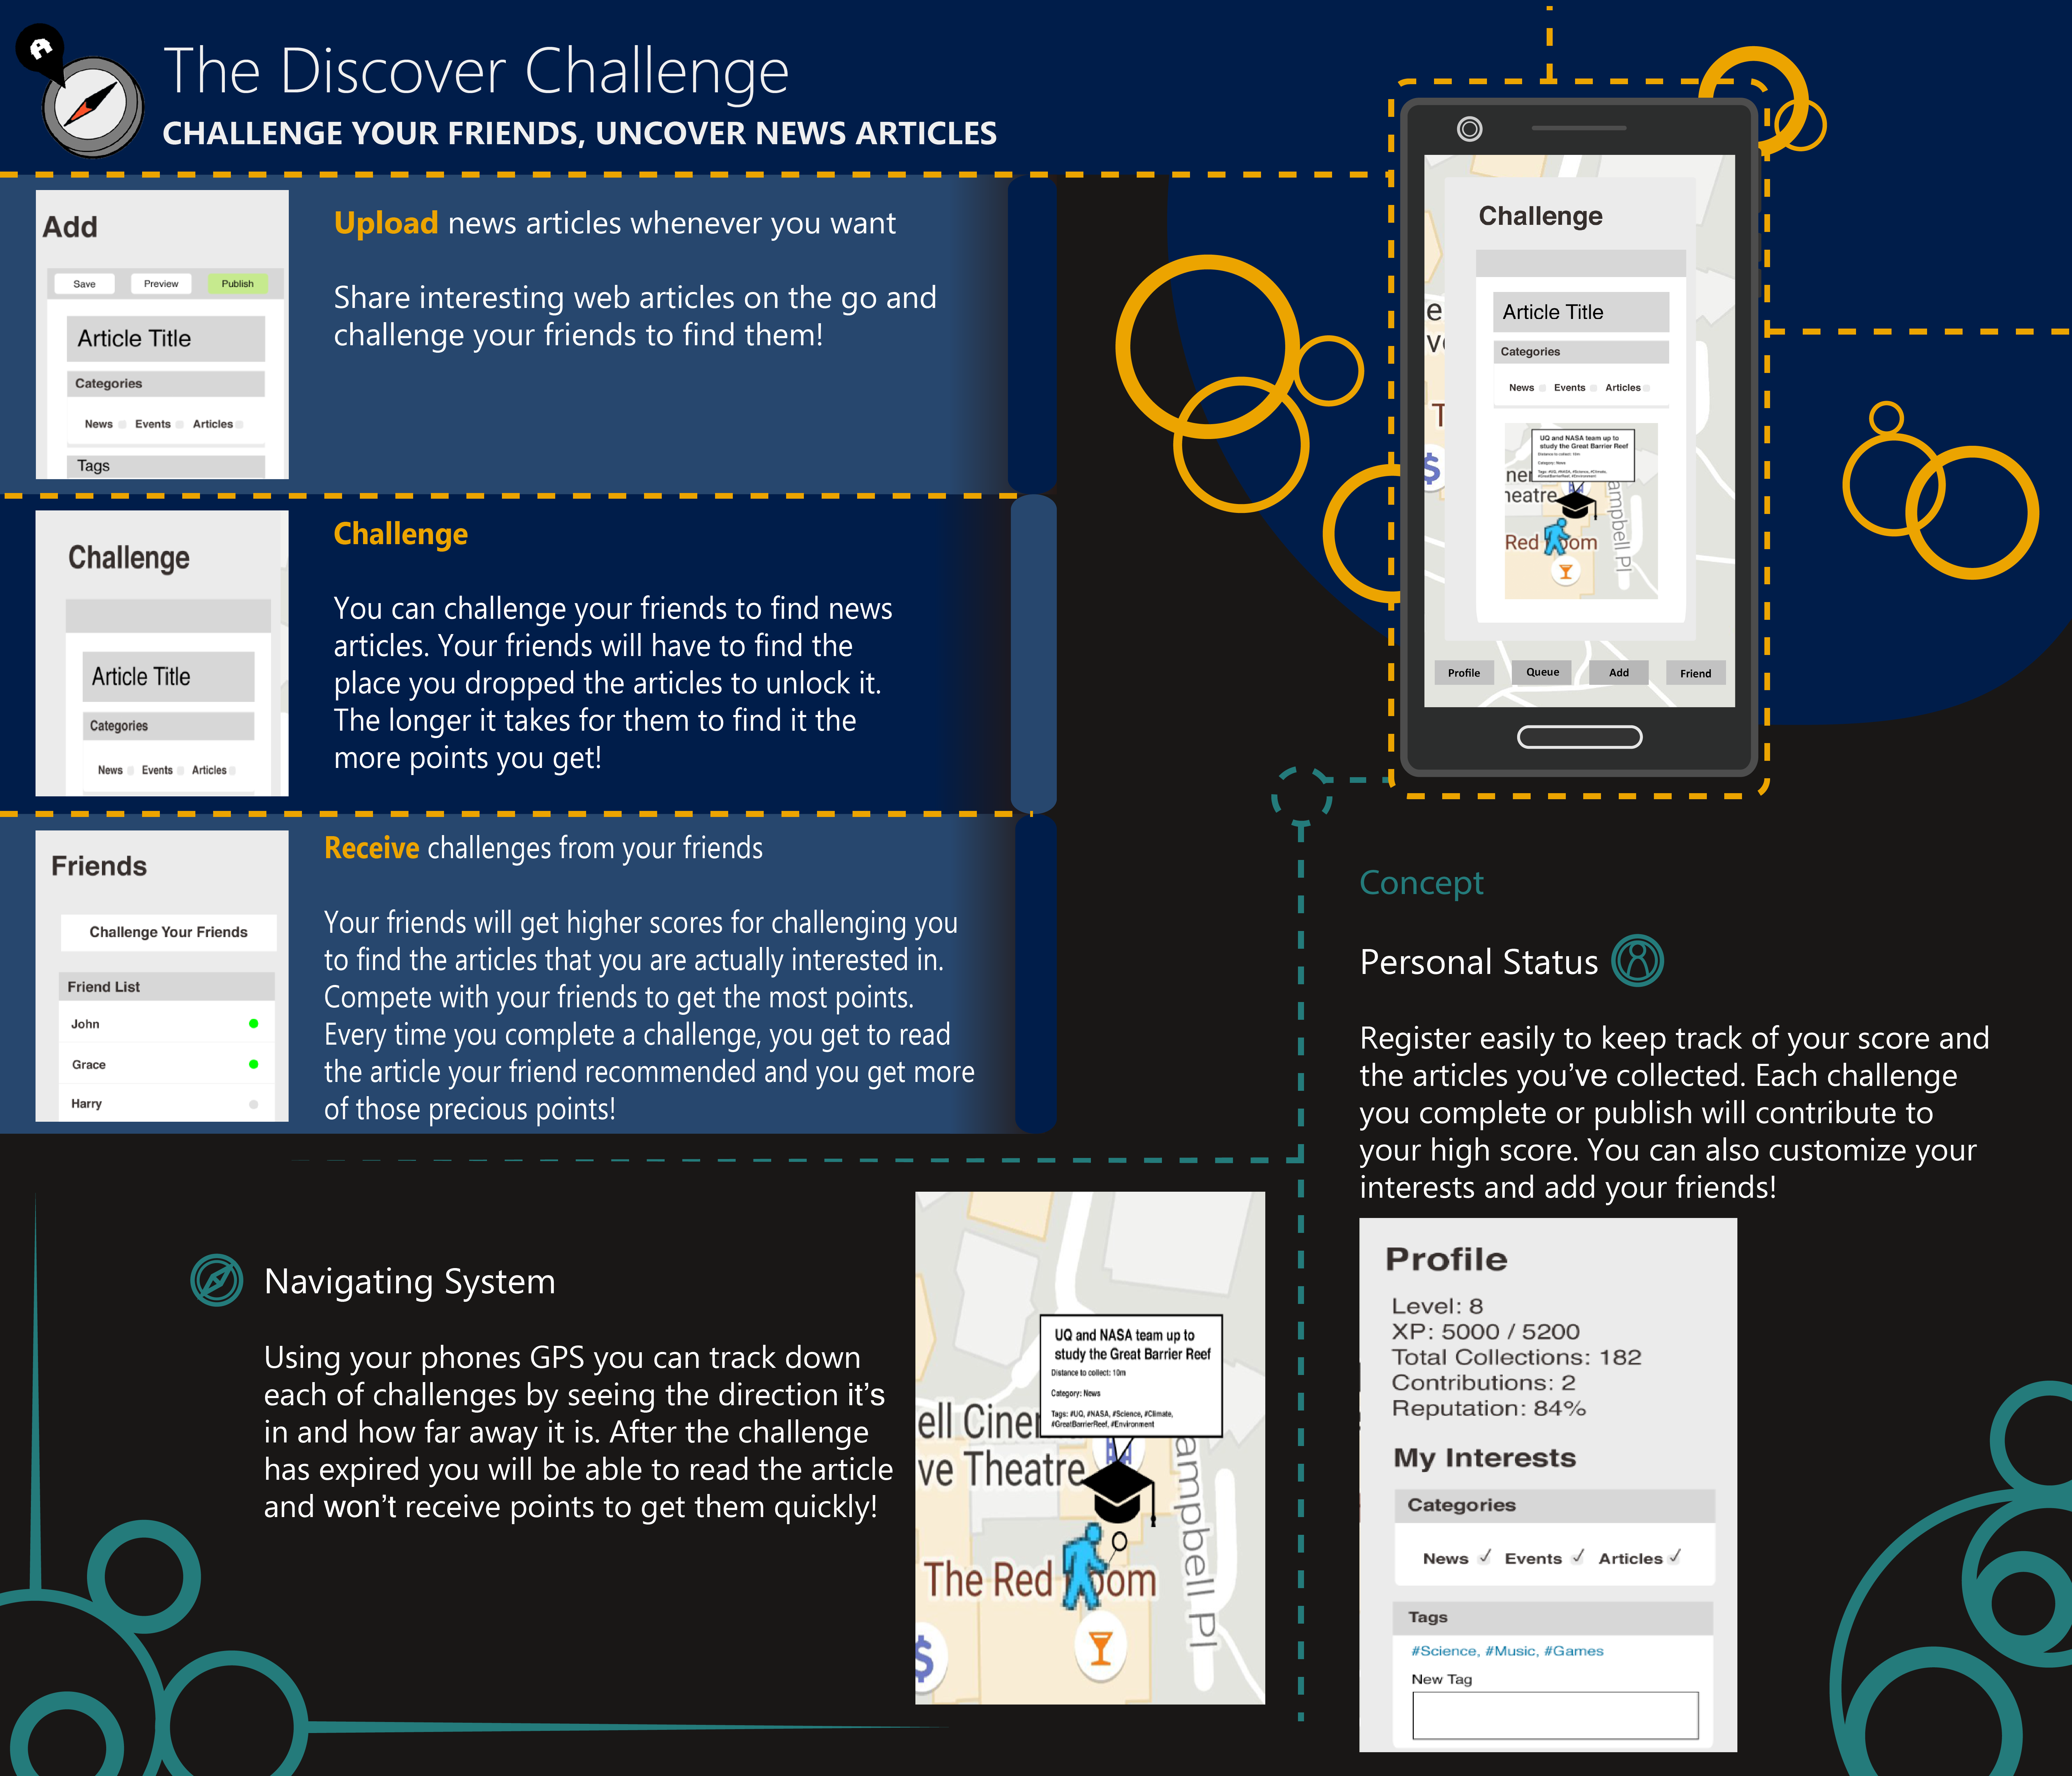 The Discover Challenge
CHALLENGE YOUR FRIENDS, UNCOVER NEWS ARTICLES
Add
Save Preview Publish
Article Title
Categories
News Events Articles
Tags
Upload news articles whenever you want
Share interesting web articles on the go and
challenge your friends to find them!
Challenge
Article Title
Categories
News Events Articles
Challenge
You can challenge your friends to find news
articles. Your friends will have to find the
place you dropped the articles to unlock it.
The longer it takes for them to find it the
more points you get!
Friends
Challenge Your Friends
Friend List
John
Grace
Harry
Receive challenges from your friends
Your friends will get higher scores for challenging you
to find the articles that you are actually interested in.
Compete with your friends to get the most points.
Every time you complete a challenge, you get to read
the article your friend recommended and you get more
of those precious points!
Challenge
Article Title
Categories
News Events Articles
UQ and NASA team up to
study the Great Barrier Reef
Distance to collect: 10m
Category: News
Tags: #UQ, #NASA, #Science, #Climate,
#GreatBarrierReef, #Environment
ner
heatre
ampbell Pl
Red Room
e
T
$
Profile Queue Add Friend
Concept
Personal Status
Register easily to keep track of your score and
the articles you've collected. Each challenge
you complete or publish will contribute to
your high score. You can also customize your
interests and add your friends!
Navigating System
Using your phones GPS you can track down
each of challenges by seeing the direction it's
in and how far away it is. After the challenge
has expired you will be able to read the article
and won't receive points to get them quickly!
UQ and NASA team up to
study the Great Barrier Reef
Distance to collect: 10m
Category: News
Tags: #UQ, #NASA, #Science, #Climate,
#GreatBarrierReef, #Environment
ell Ciner
ve Theatre
ampbell Pl
The Red Room
$
Profile
Level: 8
XP: 5000 / 5200
Total Collections: 182
Contributions: 2
Reputation: 84%
My Interests
Categories
News Events Articles
Tags
#Science, #Music, #Games
New Tag